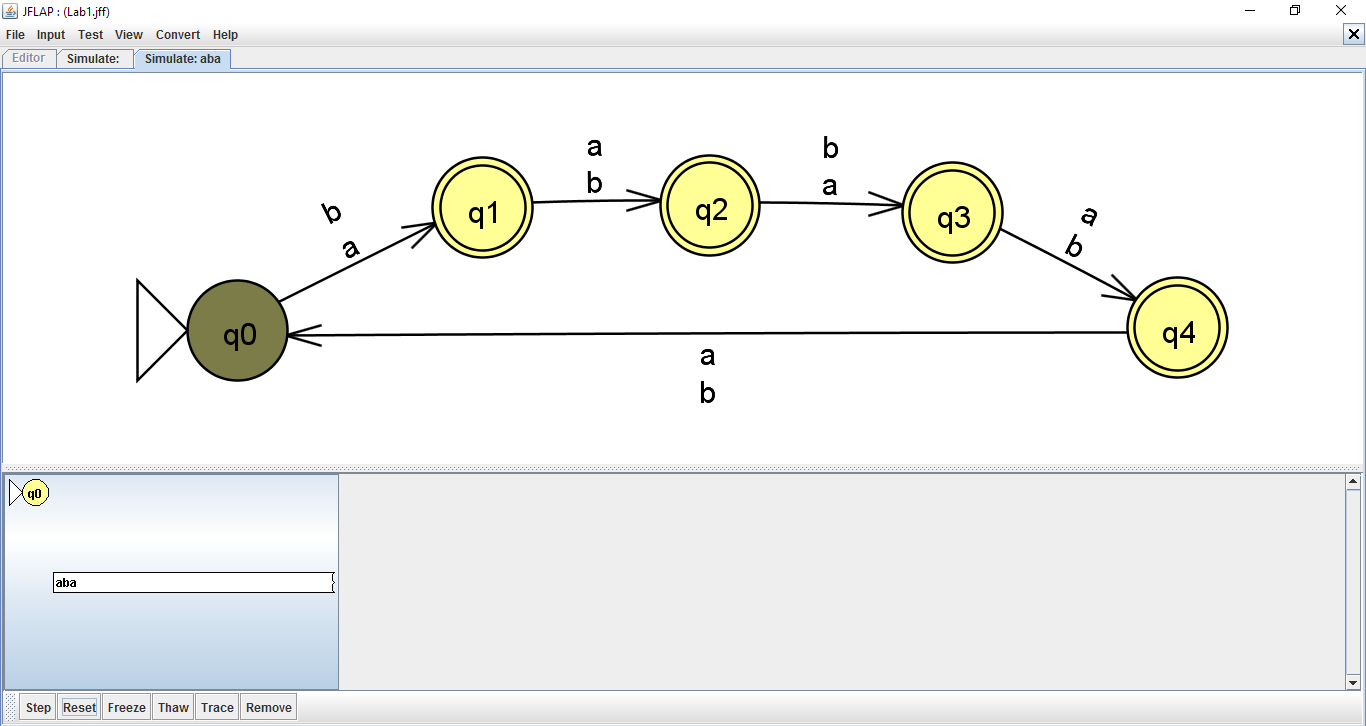 JFLAP : (Lab1.jff)
File Input Test View Convert Help
Editor Simulate: Simulate: aba
a
b
b
a
b
a
a
b
q1
q2
q3
q0
q4
a
b
q0
aba
Step Reset Freeze Thaw Trace Remove